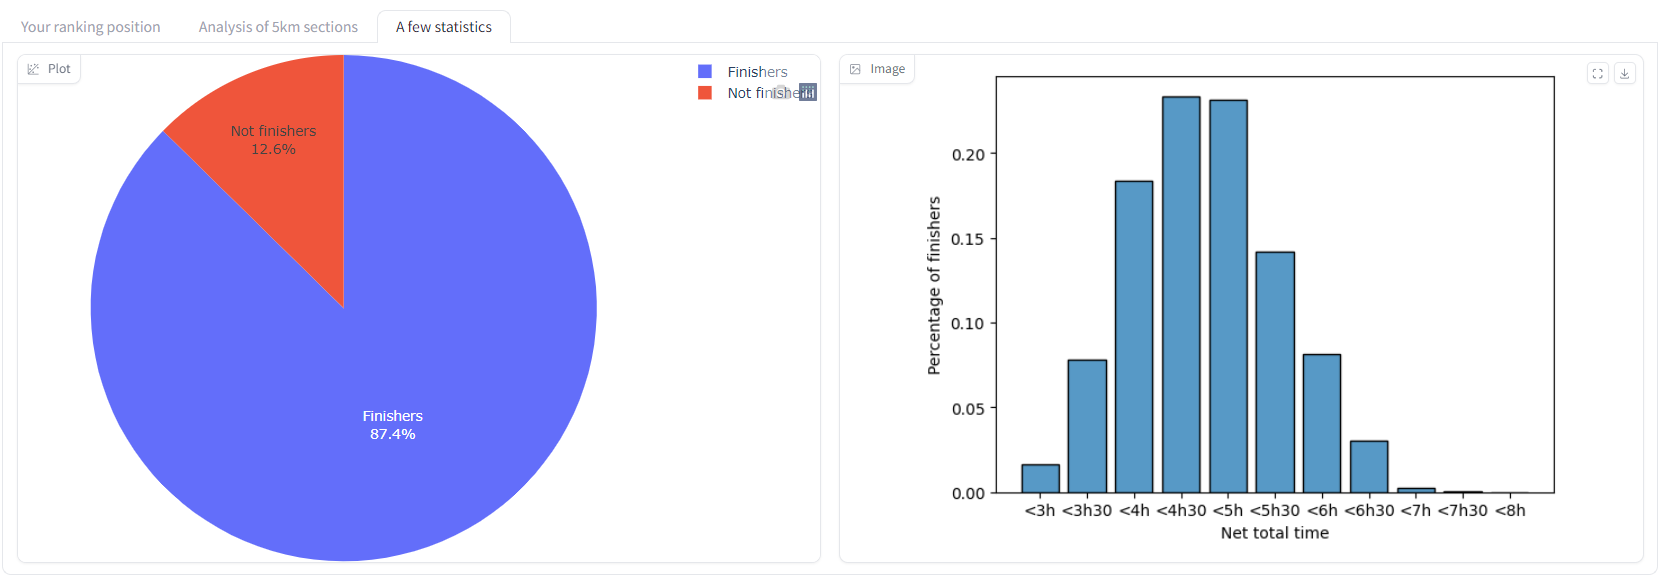 Your ranking position
Analysis of 5km sections
A few statistics
Plot
Finishers
Not finishers
Not finishers
12.6%
Finishers
87.4%
Image
Percentage of finishers
0.20
0.15
0.10
0.05
0.00
<3h <3h30 <4h <4h30 <5h <5h30 <6h <6h30 <7h <7h30 <8h
Net total time